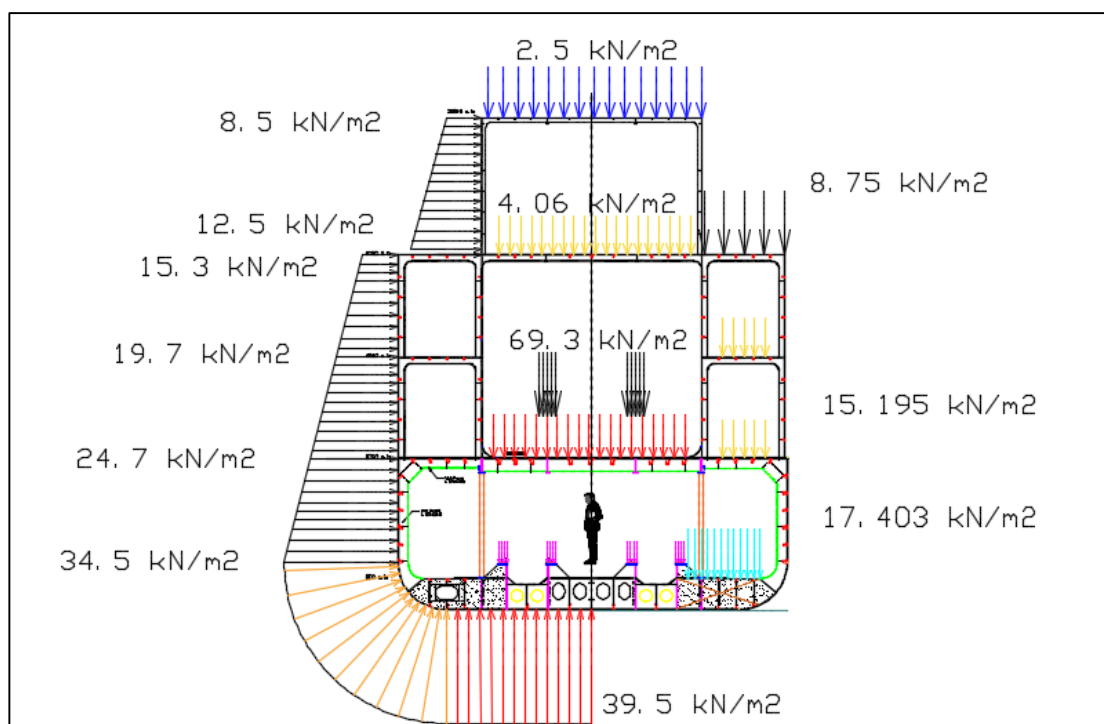 2.5 kN/m2
8.5 kN/m2
8.75 kN/m2
4.06 kN/m2
12.5 kN/m2
15.3 kN/m2
69.3 kN/m2
19.7 kN/m2
15.195 kN/m2
24.7 kN/m2
17.403 kN/m2
34.5 kN/m2
39.5 kN/m2